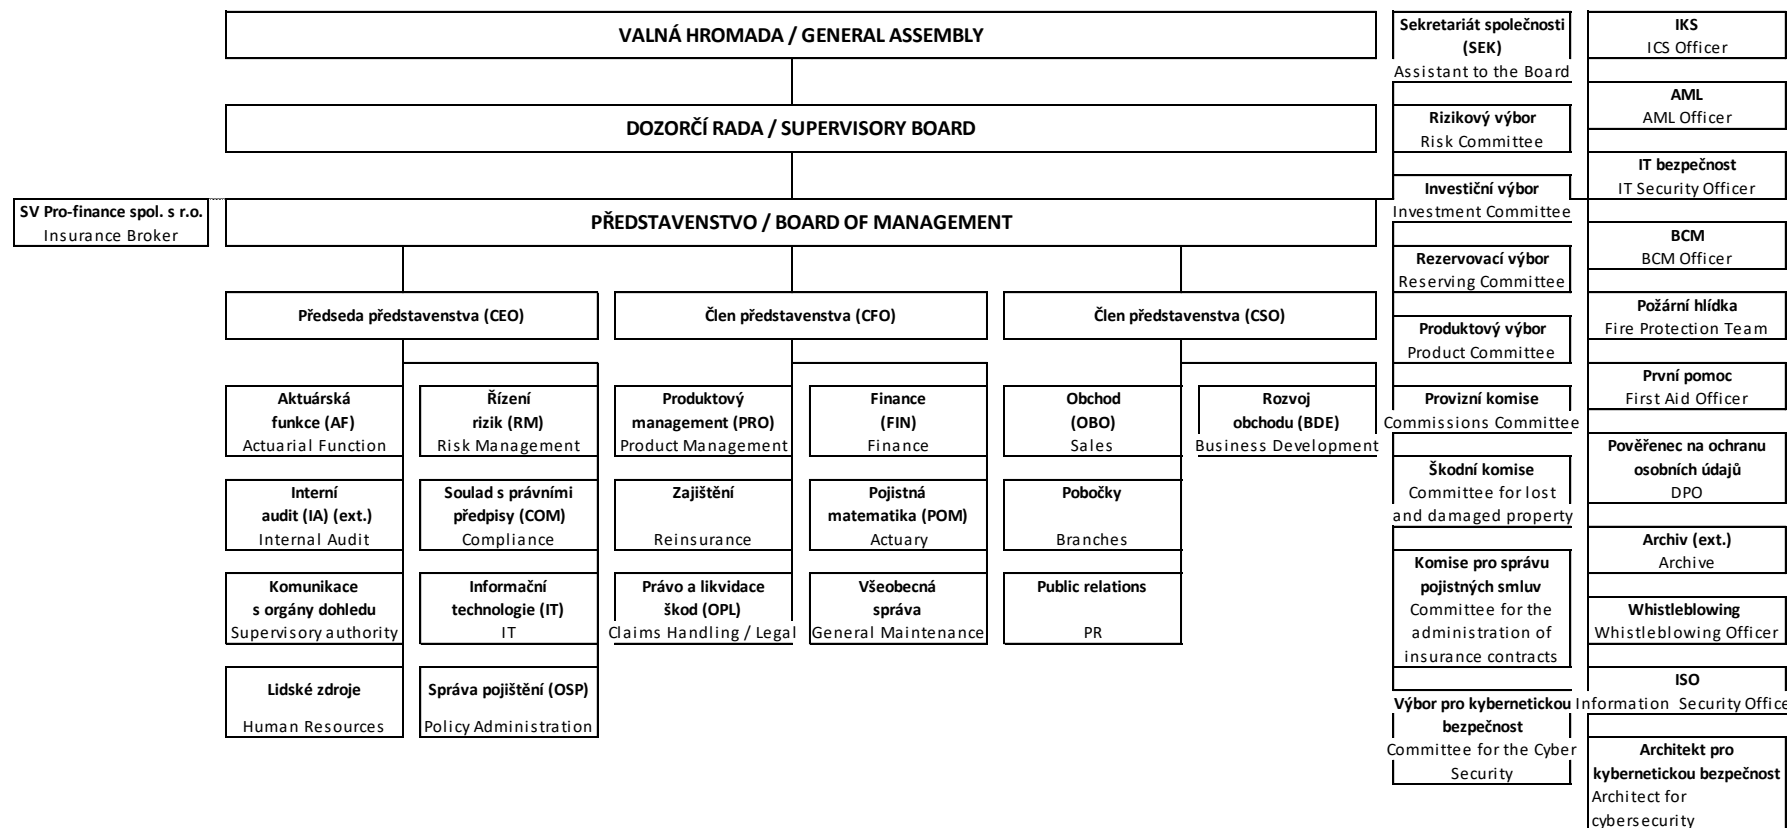 VALNÁ HROMADA / GENERAL ASSEMBLY
DOZORČÍ RADA / SUPERVISORY BOARD
SV Pro-finance spol. s r.o.
Insurance Broker
PŘEDSTAVENSTVO / BOARD OF MANAGEMENT
Předseda představenstva (CEO)
Člen představenstva (CFO)
Člen představenstva (CSO)
Aktuárská
funkce (AF)
Actuarial Function
Řízení
rizik (RM)
Risk Management
Produktový
management (PRO)
Product Management
Finance
(FIN)
Finance
Obchod
(OBO)
Sales
Rozvoj
obchodu (BDE)
Business Development
Interní
audit (IA) (ext.)
Internal Audit
Soulad s právními
předpisy (COM)
Compliance
Zajištění
Reinsurance
Pojistná
matematika (POM)
Actuary
Pobočky
Branches
Komunikace
s orgány dohledu
Supervisory authority
Informační
technologie (IT)
IT
Právo a likvidace
škod (OPL)
Claims Handling / Legal
Všeobecná
správa
General Maintenance
Public relations
PR
Lidské zdroje
Human Resources
Správa pojištění (OSP)
Policy Administration
Sekretariát společnosti
(SEK)
Assistant to the Board
Rizikový výbor
Risk Committee
Investiční výbor
Investment Committee
Rezervovací výbor
Reserving Committee
Produktový výbor
Product Committee
Provizní komise
Commissions Committee
Škodní komise
Committee for lost
and damaged property
Komise pro správu
pojistných smluv
Committee for the
administration of
insurance contracts
Výbor pro kybernetickou
bezpečnost
Committee for the Cyber
Security
IKS
ICS Officer
AML
AML Officer
IT bezpečnost
IT Security Officer
BCM
BCM Officer
Požární hlídka
Fire Protection Team
První pomoc
First Aid Officer
Pověřenec na ochranu
osobních údajů
DPO
Archiv (ext.)
Archive
Whistleblowing
Whistleblowing Officer
ISO
Information Security Office
Architekt pro
kybernetickou bezpečnost
Architect for
cybersecurity